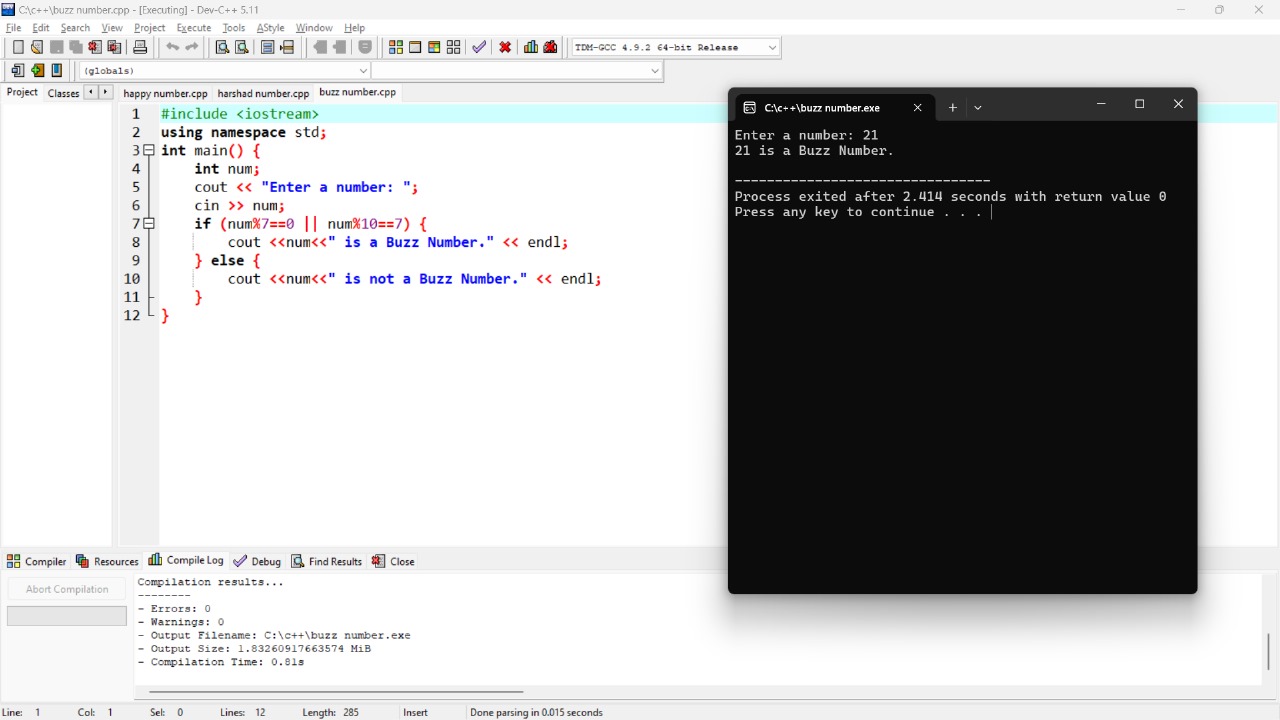 C:\c++\buzz number.cpp - [Executing] - Dev-C++ 5.11
File Edit Search View Project Execute Tools AStyle Window Help
TDM-GCC 4.9.2 64-bit Release
(globals)
Project Classes happy number.cpp harshad number.cpp buzz number.cpp
1 #include <iostream>
2 using namespace std;
3 int main() {
4 int num;
5 cout << "Enter a number: ";
6 cin >> num;
7 if (num%7==0 || num%10==7) {
8 cout <<num<<" is a Buzz Number." << endl;
9 } else {
10 cout <<num<<" is not a Buzz Number." << endl;
11 }
12 }
C:\c++\buzz number.exe
Enter a number: 21
21 is a Buzz Number.
--------------------------------
Process exited after 2.414 seconds with return value 0
Press any key to continue . . .
Compiler Resources Compile Log Debug Find Results Close
Abort Compilation
Compilation results...
--------
- Errors: 0
- Warnings: 0
- Output Filename: C:\c++\buzz number.exe
- Output Size: 1.83260917663574 MiB
- Compilation Time: 0.81s
Line: 1 Col: 1 Sel: 0 Lines: 12 Length: 285 Insert Done parsing in 0.015 seconds